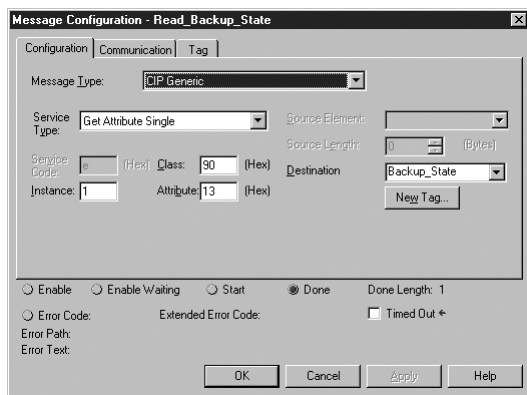 Message Configuration - Read_Backup_State
Configuration Communication Tag
Message Type: CIP Generic
Service Type: Get Attribute Single
Source Element:
Source Length: 0 (Bytes)
Service Code: e (Hex) Class: 90 (Hex)
Destination Backup_State
Instance: 1 Attribute: 13 (Hex)
New Tag...
Enable Enable Waiting Start Done Done Length: 1
Error Code: Extended Error Code: Timed Out ←
Error Path:
Error Text:
OK Cancel Apply Help